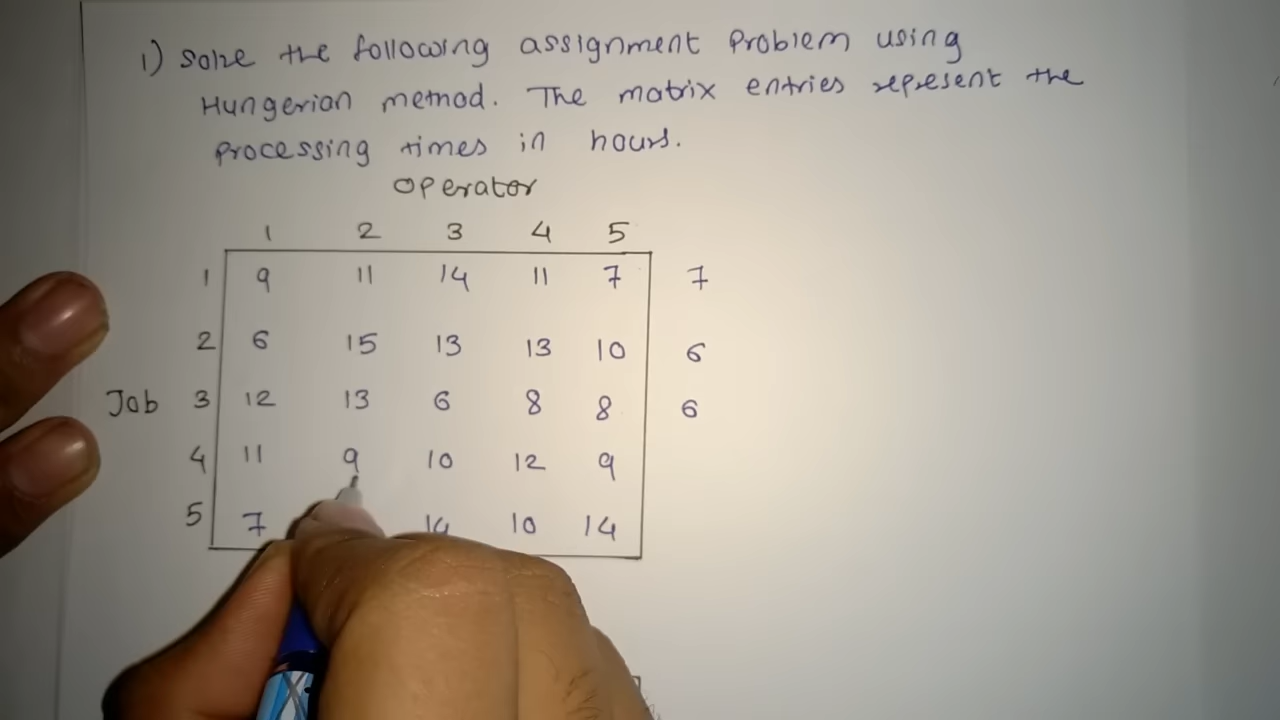 1) Solve the following assignment Problem using
Hungerian method. The matrix entries represent the
processing times in hours.
Operator
1 2 3 4 5
1 9 11 14 11 7 7
2 6 15 13 13 10 6
Job 3 12 13 6 8 8 6
4 11 9 10 12 9
5 7 14 10 14